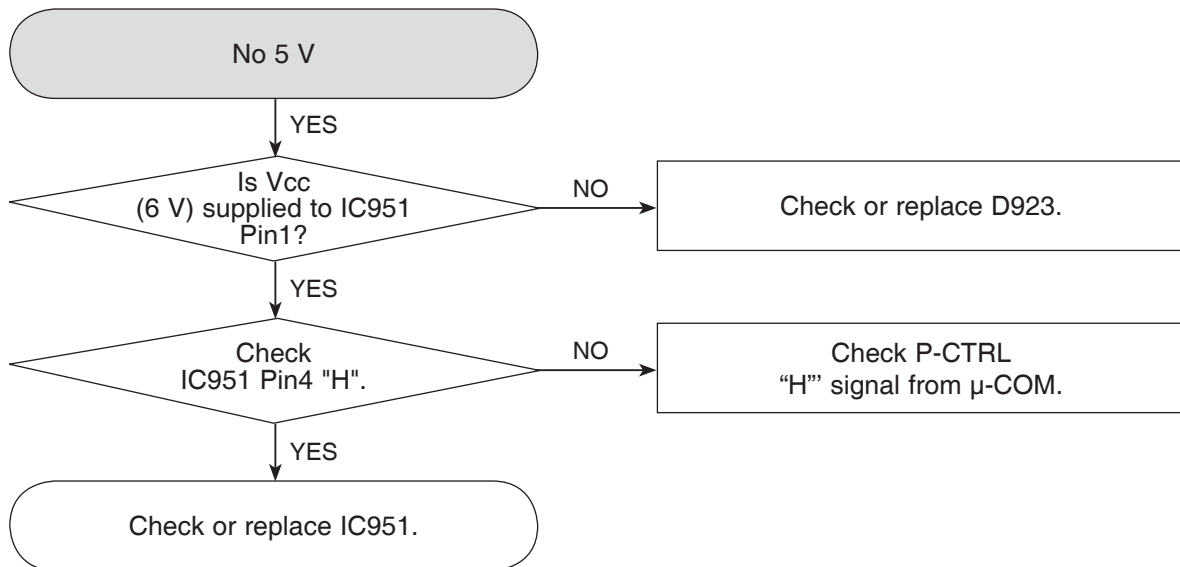 No 5 V
YES
Is Vcc
(6 V) supplied to IC951
Pin1?
NO
Check or replace D923.
YES
Check
IC951 Pin4 "H".
NO
Check P-CTRL
“H”’ signal from µ-COM.
YES
Check or replace IC951.